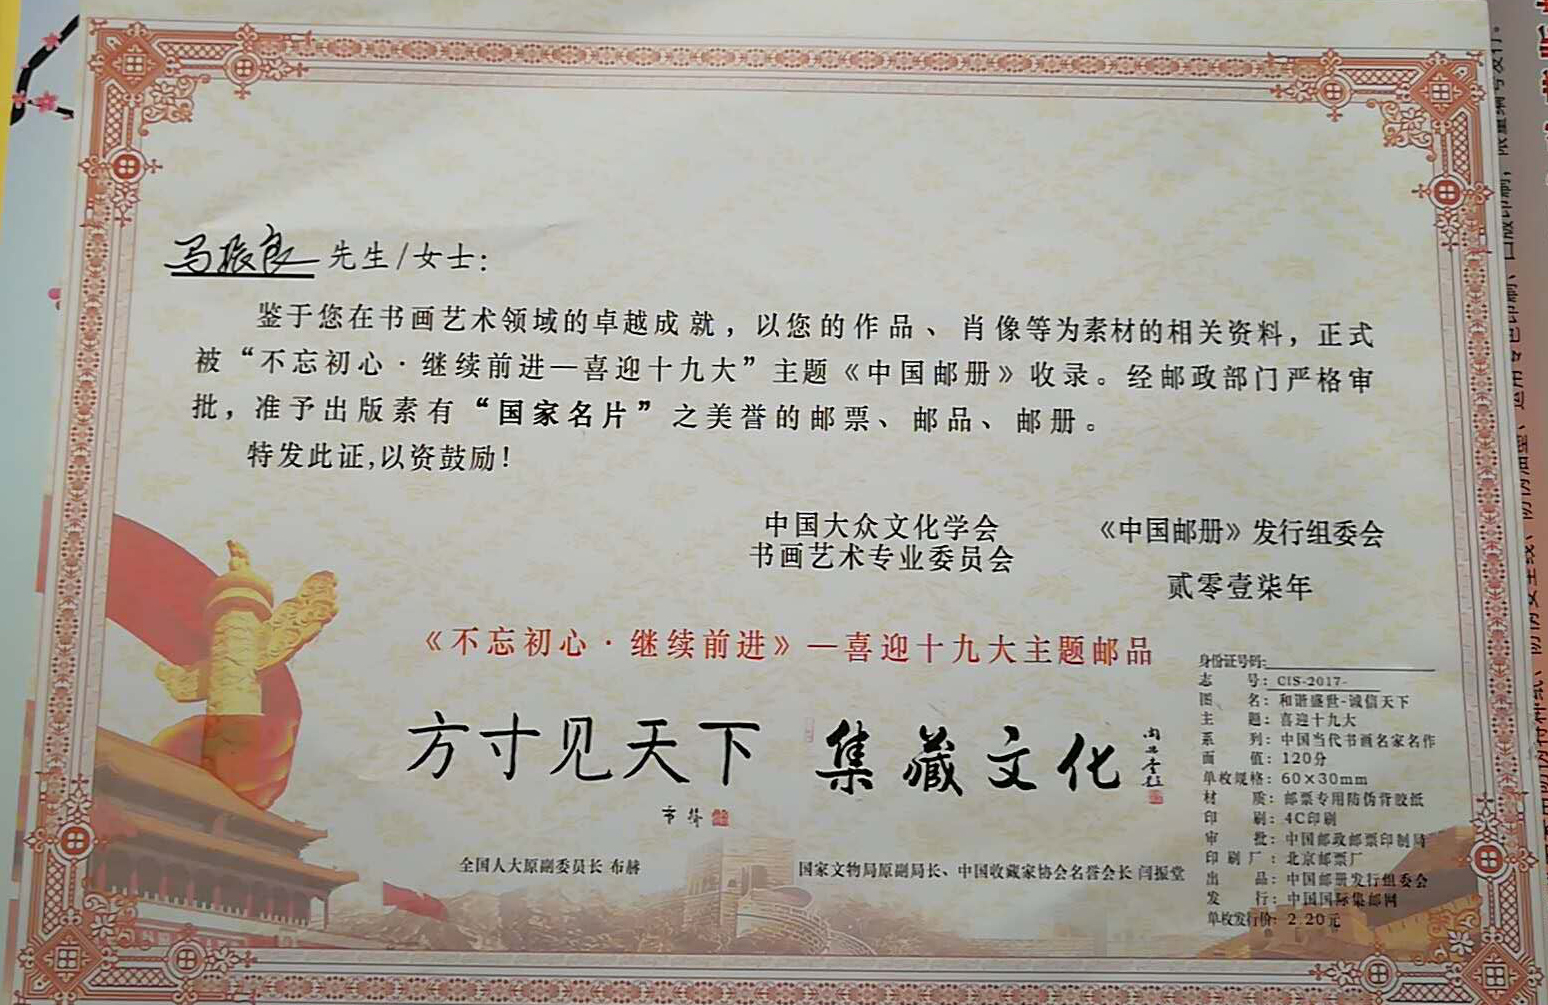 马振良 先生/女士：
鉴于您在书画艺术领域的卓越成就，以您的作品、肖像等为素材的相关资料，正式
被“不忘初心·继续前进—喜迎十九大”主题《中国邮册》收录。经邮政部门严格审
批，准予出版素有“国家名片”之美誉的邮票、邮品、邮册。
特发此证,以资鼓励！
中国大众文化学会
书画艺术专业委员会
《中国邮册》发行组委会
贰零壹柒年
《不忘初心·继续前进》—喜迎十九大主题邮品
方寸见天下
布赫
集藏文化
闫振堂
全国人大原副委员长 布赫
国家文物局原副局长、中国收藏家协会名誉会长 闫振堂
身份证号码:
志 号：CIS-2017-
图 名：和谐盛世-诚信天下
主 题：喜迎十九大
系 列：中国当代书画名家名作
面 值：120分
单枚规格：60×30mm
材 质：邮票专用防伪背胶纸
印 刷：4C印刷
审 批：中国邮政邮票印制局
印刷厂：北京邮票厂
出 品：中国邮册发行组委会
发 行：中国国际集邮网
单枚发行价：2.20元